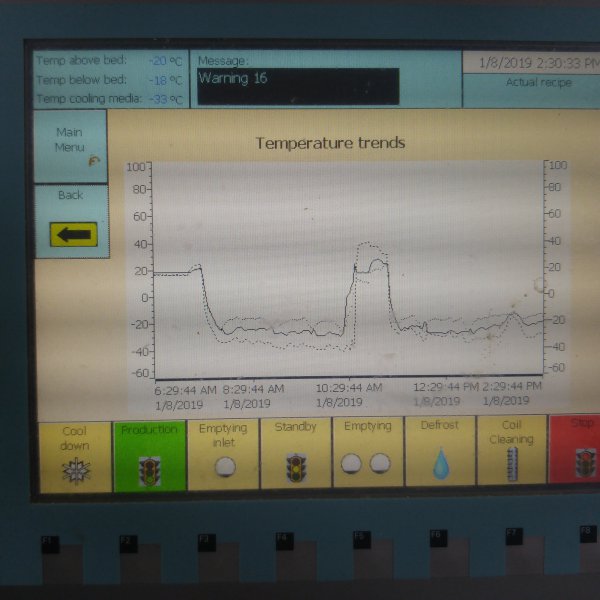 Temp above bed: -20 ºC
Temp below bed: -18 ºC
Temp cooling media: -33 ºC
Message:
Warning 16
1/8/2019 2:30:33 PM
Actual recipe
Main
Menu
Back
Temperature trends
100
80
60
40
20
0
-20
-40
-60
100
80
60
40
20
0
-20
-40
-60
6:29:44 AM 8:29:44 AM 10:29:44 AM 12:29:44 PM 2:29:44 PM
1/8/2019 1/8/2019 1/8/2019 1/8/2019 1/8/2019
Cool
down
Production
Emptying
inlet
Standby
Emptying
Defrost
Coil
Cleaning
Stop
F1 F2 F3 F4 F5 F6 F7 F8